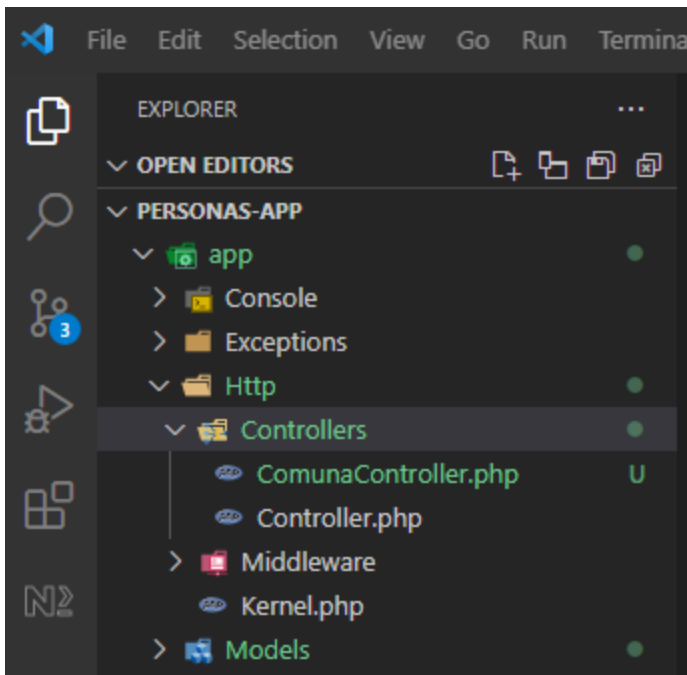 File Edit Selection View Go Run Termina
EXPLORER
OPEN EDITORS
PERSONAS-APP
app
Console
Exceptions
3
Http
Controllers
ComunaController.php U
Controller.php
Middleware
Kernel.php
Models